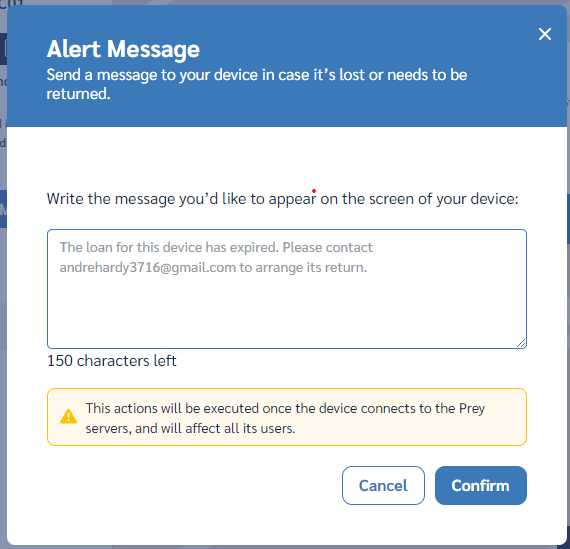 Alert Message
Send a message to your device in case it's lost or needs to be
returned.
Write the message you'd like to appear on the screen of your device:
The loan for this device has expired. Please contact
andrehardy3716@gmail.com to arrange its return.
150 characters left
This actions will be executed once the device connects to the Prey
servers, and will affect all its users.
Cancel
Confirm